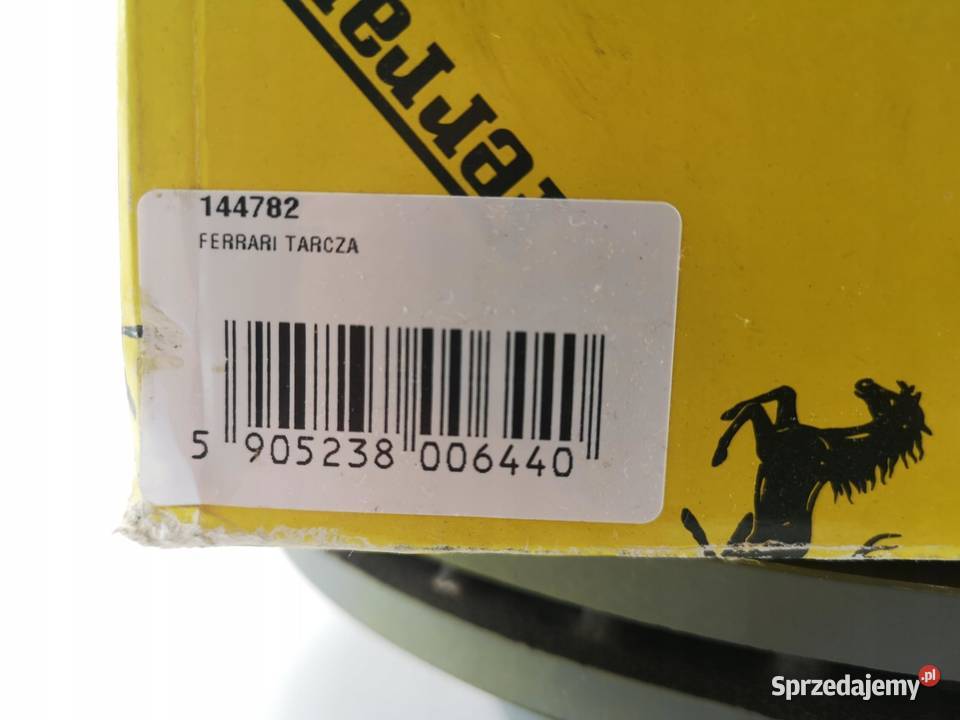 144782
FERRARI TARCZA
5 905238 006440
Sprzedajemy.pl